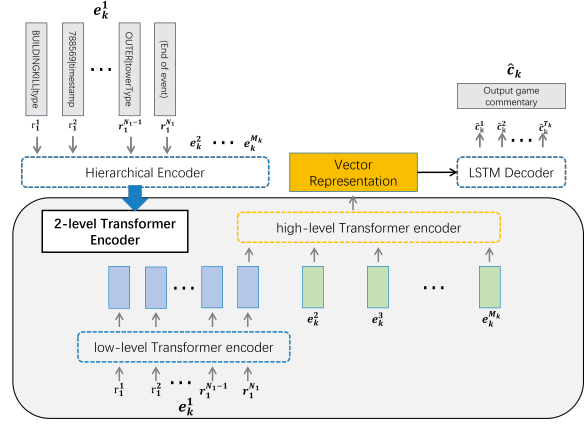 e_k^1
BUILDINGKILL|type
788569|timestamp
...
OUTER|towerType
(End of event)
r_1^1 r_1^2 r_1^{N_1-1} r_1^{N_1}
e_k^2 ... e_k^{M_k}
Hierarchical Encoder
ĉ_k
Output game
commentary
ĉ_k^1 ĉ_k^2 ... ĉ_k^{T_k}
Vector
Representation
LSTM Decoder
2-level Transformer
Encoder
high-level Transformer encoder
... ...
e_k^2 e_k^3 e_k^{M_k}
low-level Transformer encoder
r_1^1 r_1^2 ... r_1^{N_1-1} r_1^{N_1}
e_k^1